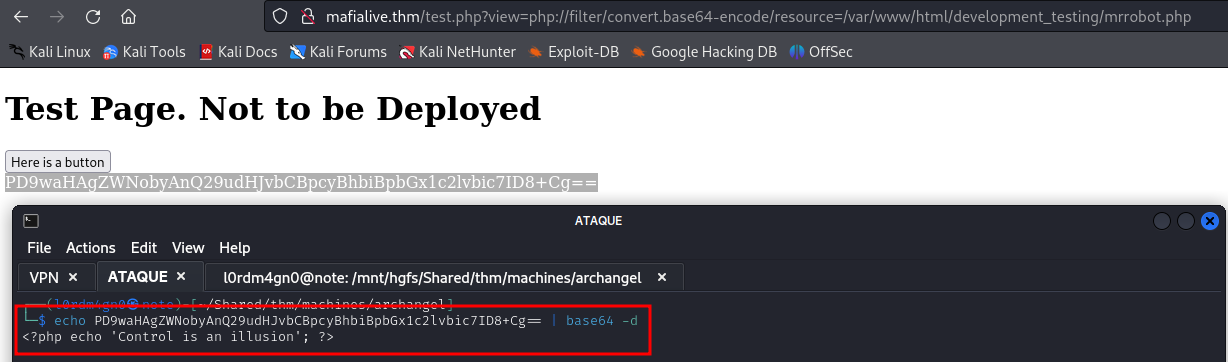 mafialive.thm/test.php?view=php://filter/convert.base64-encode/resource=/var/www/html/development_testing/mrrobot.php
Kali Linux Kali Tools Kali Docs Kali Forums Kali NetHunter Exploit-DB Google Hacking DB OffSec
Test Page. Not to be Deployed
Here is a button
PD9waHAgZWNobyAnQ29udHJvbCBpcyBhbiBpbGx1c2lvbic7ID8+Cg==
ATAQUE
File Actions Edit View Help
VPN × ATAQUE × l0rdm4gn0@note: /mnt/hgfs/Shared/thm/machines/archangel ×
(l0rdm4gn0㉿note)-[~/Shared/thm/machines/archangel]
$ echo PD9waHAgZWNobyAnQ29udHJvbCBpcyBhbiBpbGx1c2lvbic7ID8+Cg== | base64 -d
<?php echo 'Control is an illusion'; ?>